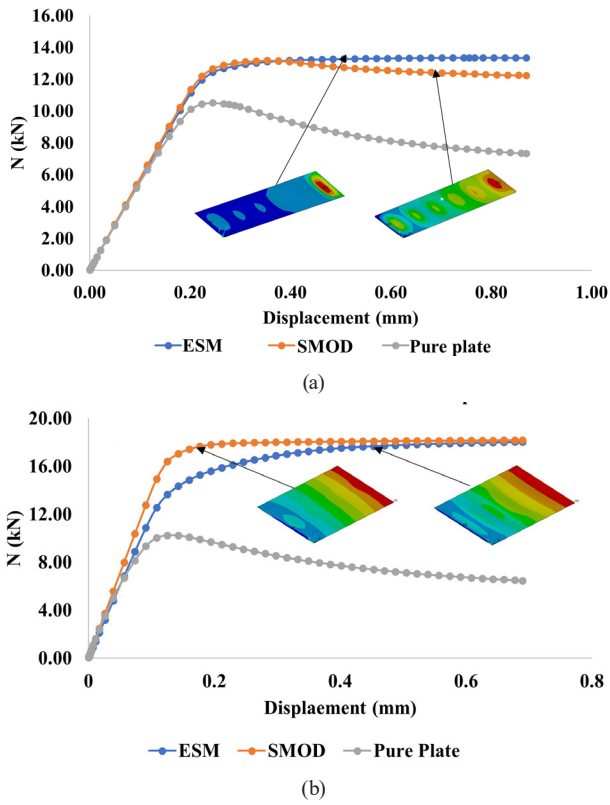 16.00
14.00
12.00
10.00
8.00
6.00
4.00
2.00
0.00
N (kN)
0.00 0.20 0.40 0.60 0.80 1.00
Displacement (mm)
ESM SMOD Pure plate
(a)
20.00
16.00
12.00
8.00
4.00
0.00
N (kN)
0 0.2 0.4 0.6 0.8
Displaement (mm)
ESM SMOD Pure Plate
(b)